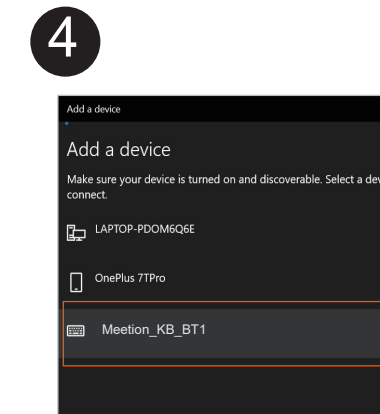 4
Add a device
Add a device
Make sure your device is turned on and discoverable. Select a dev
connect.
LAPTOP-PDOM6Q6E
OnePlus 7TPro
Meetion_KB_BT1